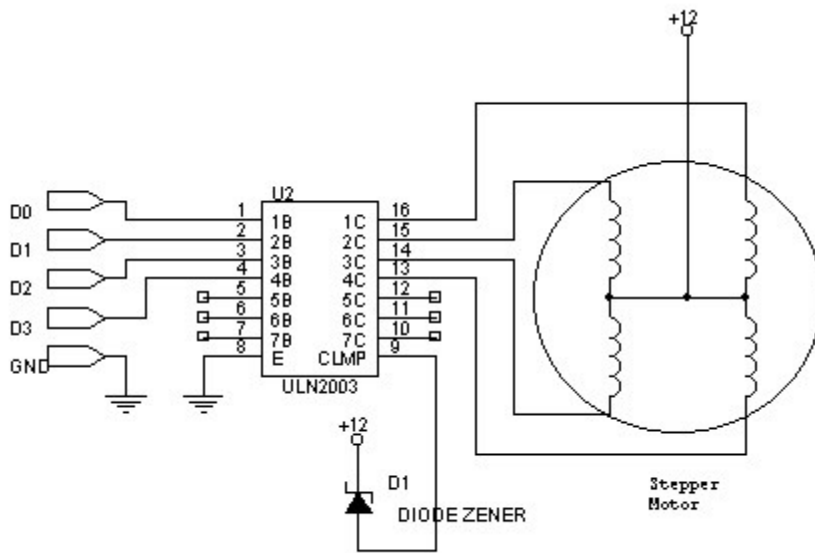 +12
U2
D0
1 1B 1C 16
D1
2 2B 2C 15
3 3B 3C 14
D2
4 4B 4C 13
5 5B 5C 12
D3
6 6B 6C 11
7 7B 7C 10
GND
8 E CLMP 9
ULN2003
+12
D1
DIODE ZENER
Stepper
Motor